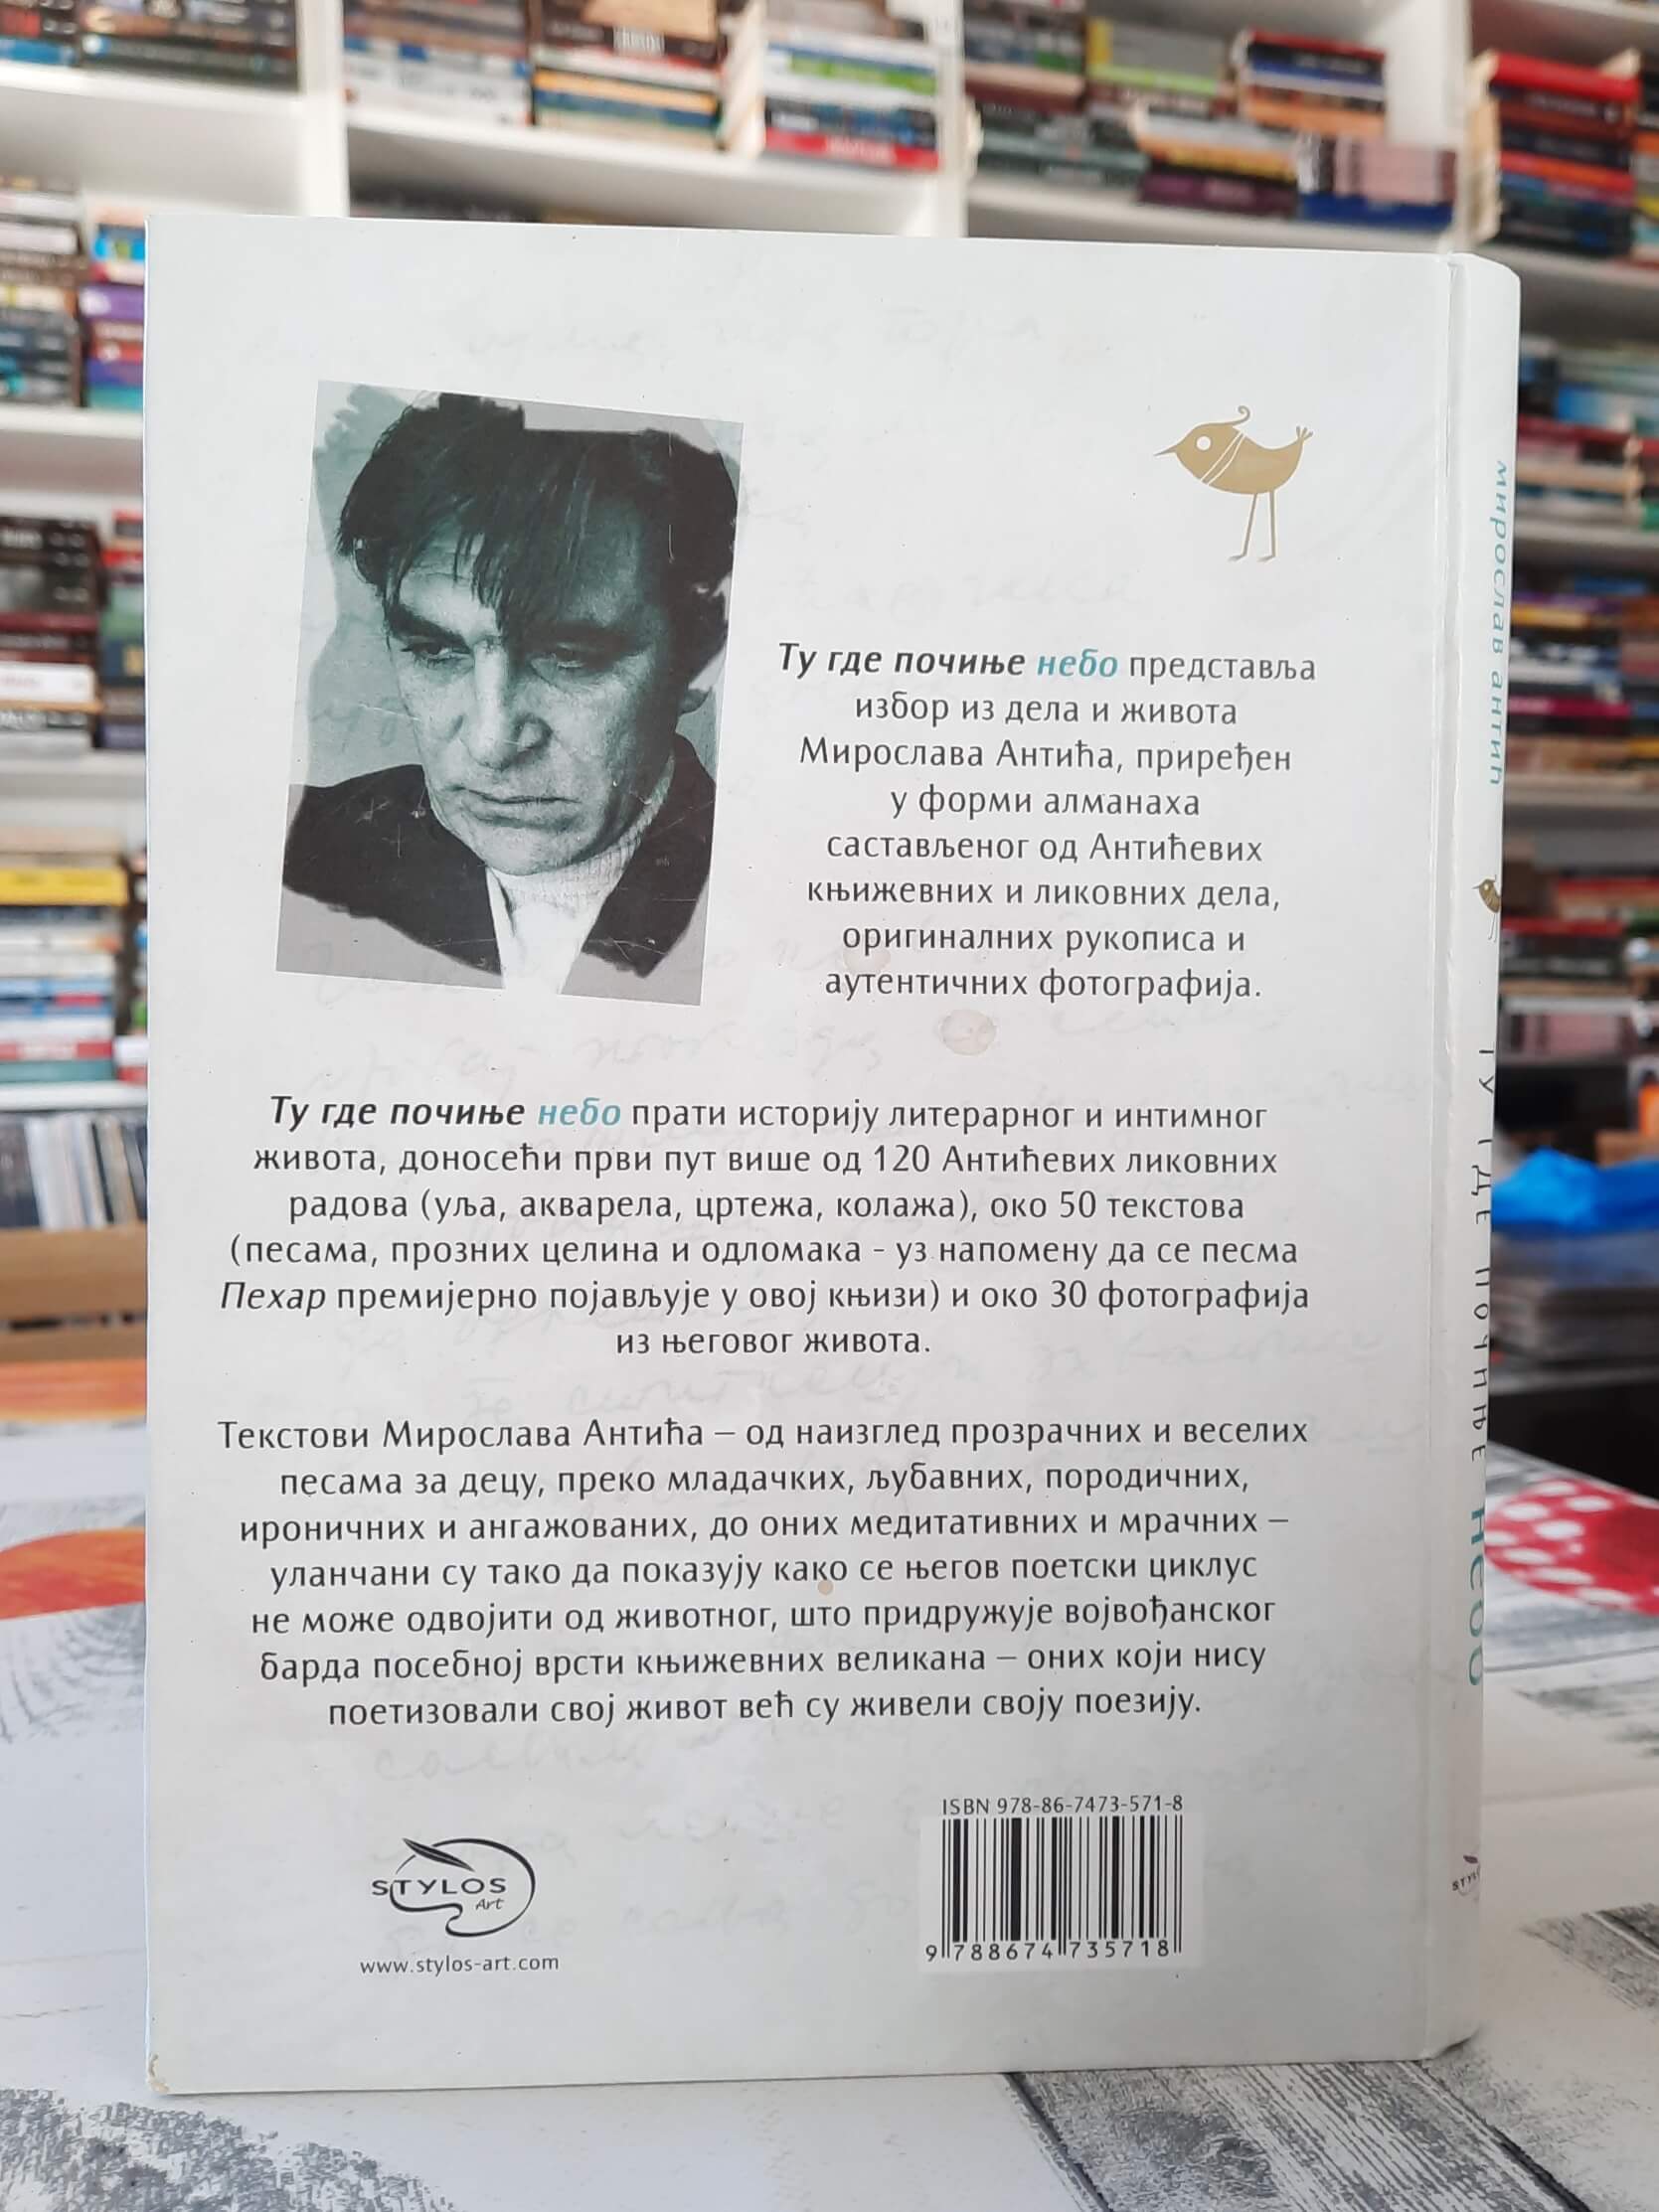 Ту где почиње небо представља
избор из дела и живота
Мирослава Антића, приређен
у форми алманаха
састављеног од Антићевих
књижевних и ликовних дела,
оригиналних рукописа и
аутентичних фотографија.
Ту где почиње небо прати историју литерарног и интимног
живота, доносећи први пут више од 120 Антићевих ликовних
радова (уља, акварела, цртежа, колажа), око 50 текстова
(песама, прозних целина и одломака - уз напомену да се песма
Пехар премијерно појављује у овој књизи) и око 30 фотографија
из његовог живота.
Текстови Мирослава Антића – од наизглед прозрачних и веселих
песама за децу, преко младачких, љубавних, породичних,
ироничних и ангажованих, до оних медитативних и мрачних –
уланчани су тако да показују како се његов поетски циклус
не може одвојити од животног, што придружује војвођанског
барда посебној врсти књижевних великана – оних који нису
поетизовали свој живот већ су живели своју поезију.
STYLOS
Art
www.stylos-art.com
ISBN 978-86-7473-571-8
9 788674 735718
мирослав антић
ТУ ГДЕ ПОЧИЊЕ небо